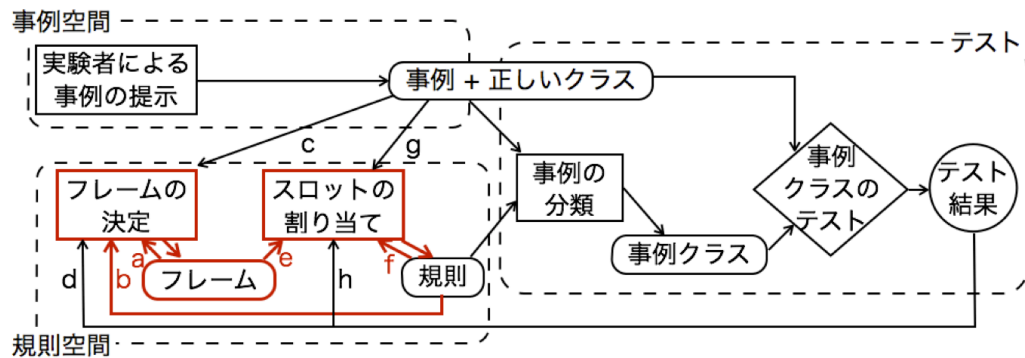 事例空間
テスト
実験者による
事例の提示
事例 + 正しいクラス
c
g
フレームの
決定
スロットの
割り当て
事例の
分類
事例
クラスの
テスト
テスト
結果
a
e
f
d
b
h
フレーム
規則
事例クラス
規則空間